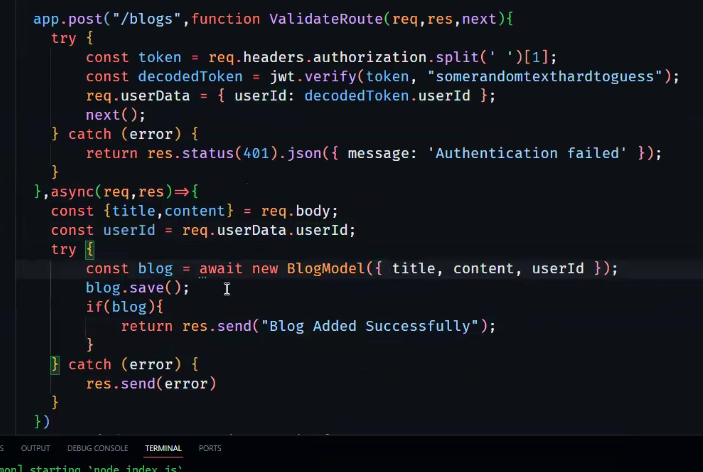 app.post("/blogs",function ValidateRoute(req,res,next){
try {
const token = req.headers.authorization.split(' ')[1];
const decodedToken = jwt.verify(token, "somerandomtexthardtoguess");
req.userData = { userId: decodedToken.userId };
next();
} catch (error) {
return res.status(401).json({ message: 'Authentication failed' });
}
},async(req,res)=>{
const {title,content} = req.body;
const userId = req.userData.userId;
try {
const blog = await new BlogModel({ title, content, userId });
blog.save();
if(blog){
return res.send("Blog Added Successfully");
}
} catch (error) {
res.send(error)
}
})
OUTPUT DEBUG CONSOLE TERMINAL PORTS
starting `node index.js`